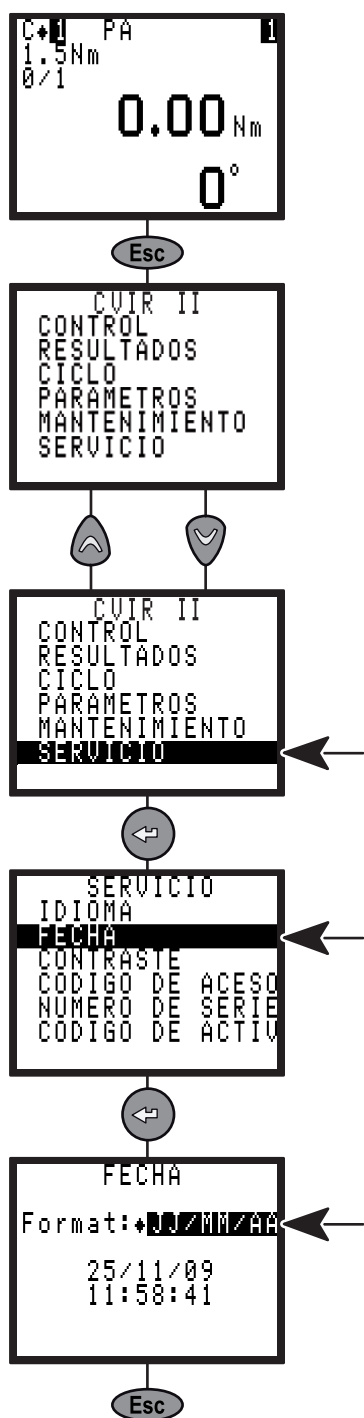 C♦1 PA 1
1.5Nm
0/1
0.00 Nm
0°
Esc
CVIR II
CONTROL
RESULTADOS
CICLO
PARAMETROS
MANTENIMIENTO
SERVICIO
CVIR II
CONTROL
RESULTADOS
CICLO
PARAMETROS
MANTENIMIENTO
SERVICIO
SERVICIO
IDIOMA
FECHA
CONTRASTE
CODIGO DE ACESO
NUMERO DE SERIE
CODIGO DE ACTIV
FECHA
Format:♦JJ/MM/AA
25/11/09
11:58:41
Esc